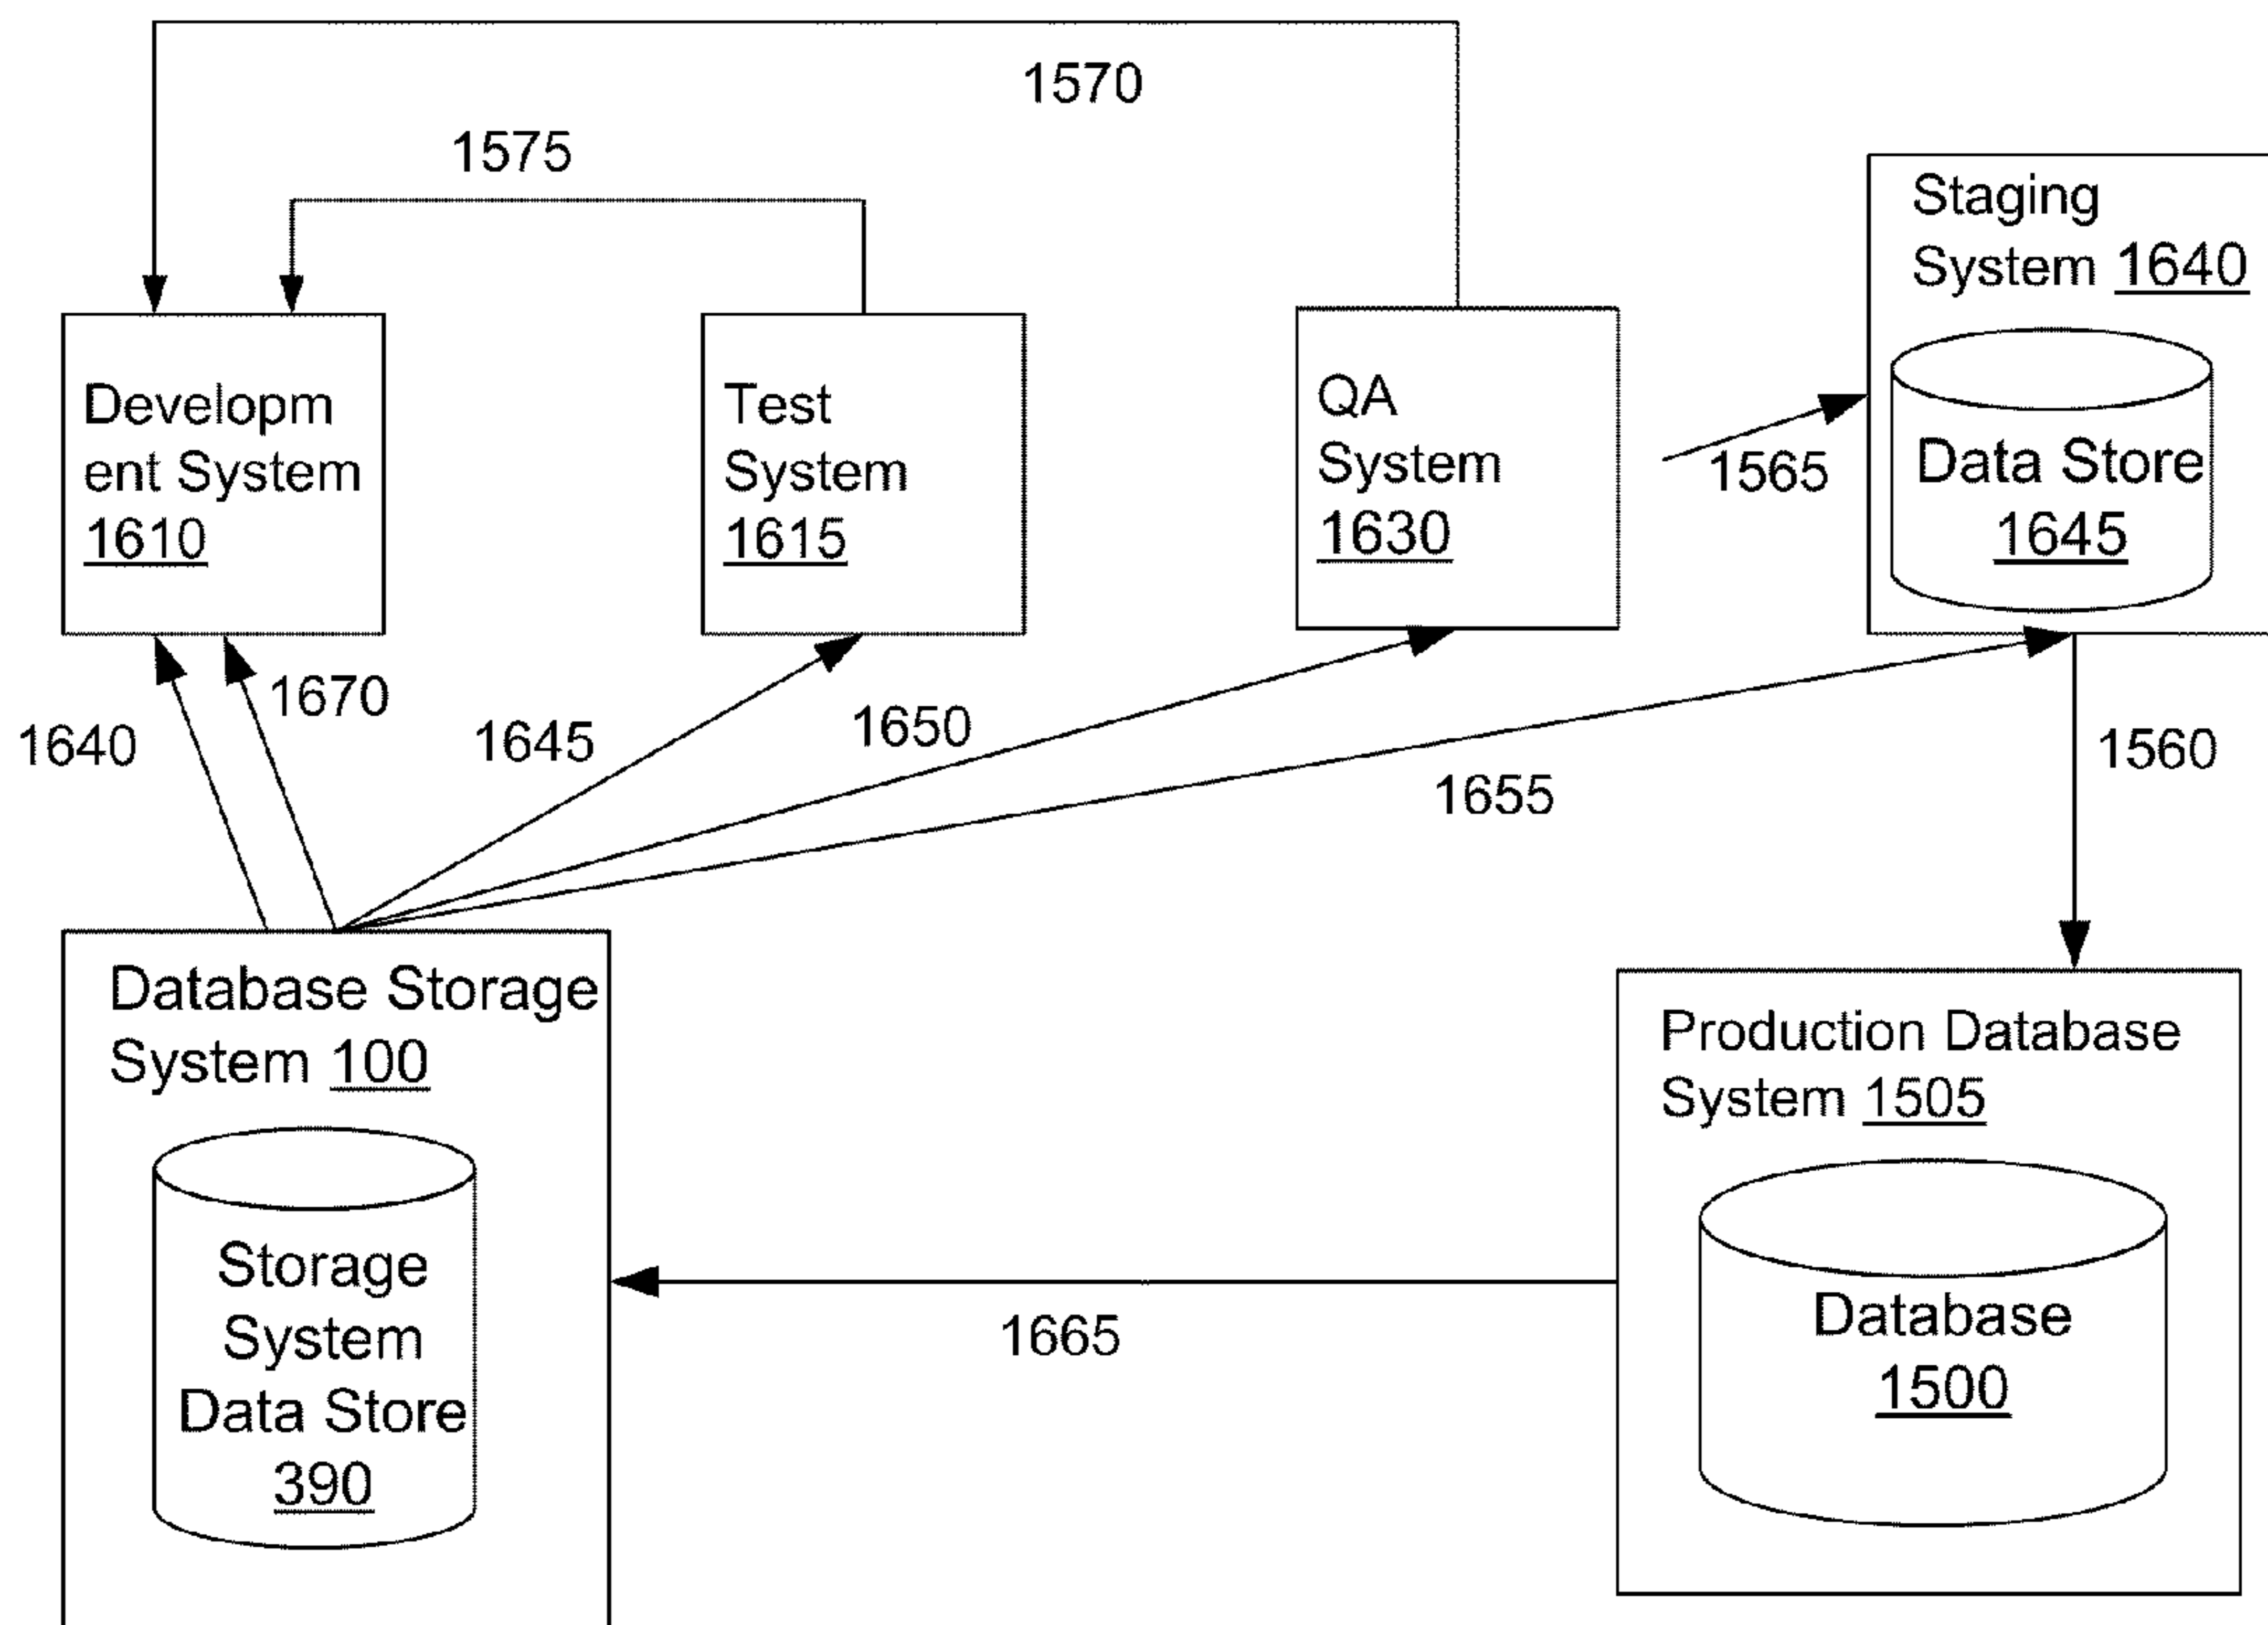 1570
1575
Staging
System 1640
Data Store
1645
Developm
ent System
1610
Test
System
1615
QA
System
1630
1565
1640
1670
1645
1650
1655
1560
Database Storage
System 100
Storage
System
Data Store
390
Production Database
System 1505
Database
1500
1665